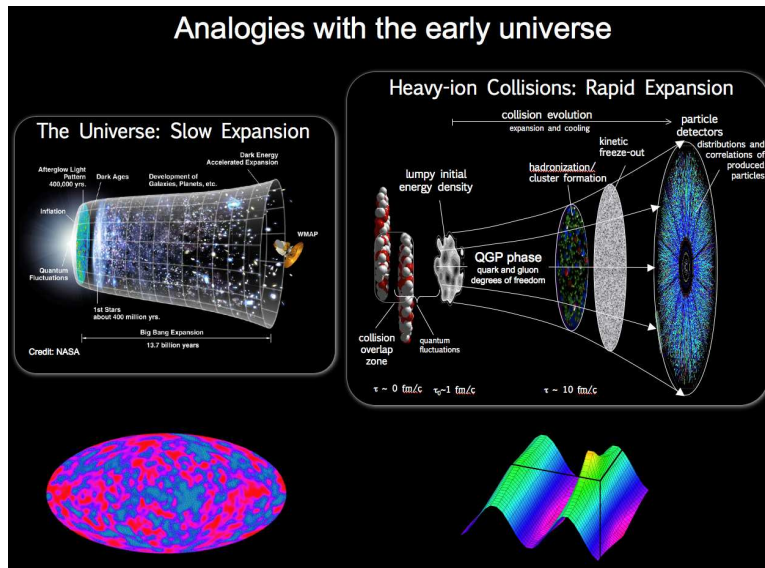 Analogies with the early universe
The Universe: Slow Expansion
Dark Energy
Accelerated Expansion
Afterglow Light
Pattern
400,000 yrs.
Dark Ages
Development of
Galaxies, Planets, etc.
Inflation
WMAP
Quantum
Fluctuations
1st Stars
about 400 million yrs.
Big Bang Expansion
13.7 billion years
Credit: NASA
Heavy-ion Collisions: Rapid Expansion
collision evolution
expansion and cooling
particle
detectors
kinetic
freeze-out
distributions and
correlations of
produced
particles
hadronization/
cluster formation
lumpy initial
energy density
QGP phase
quark and gluon
degrees of freedom
collision
overlap
zone
quantum
fluctuations
τ ~ 0 fm/c
τ₀~1 fm/c
τ ~ 10 fm/c